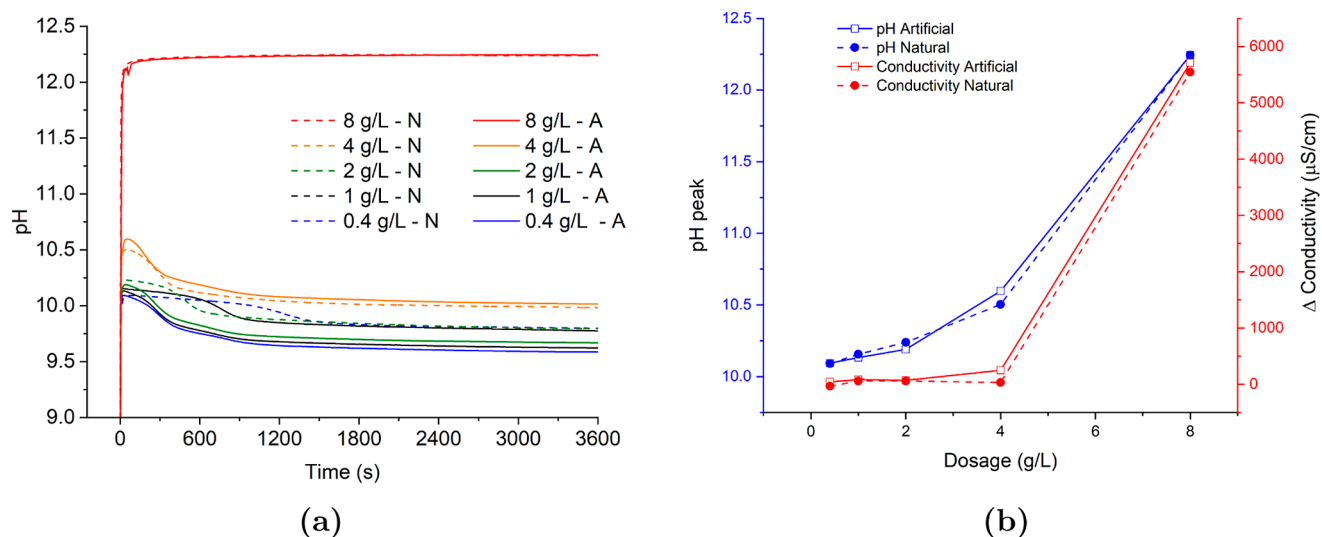 12.5
12.0
11.5
11.0
10.5
10.0
9.5
9.0
pH
0 600 1200 1800 2400 3000 3600
Time (s)
8 g/L - N 8 g/L - A
4 g/L - N 4 g/L - A
2 g/L - N 2 g/L - A
1 g/L - N 1 g/L - A
0.4 g/L - N 0.4 g/L - A
(a)
12.5
12.0
11.5
11.0
10.5
10.0
pH peak
pH Artificial
pH Natural
Conductivity Artificial
Conductivity Natural
6000
5000
4000
3000
2000
1000
0
Δ Conductivity (μS/cm)
0 2 4 6 8
Dosage (g/L)
(b)